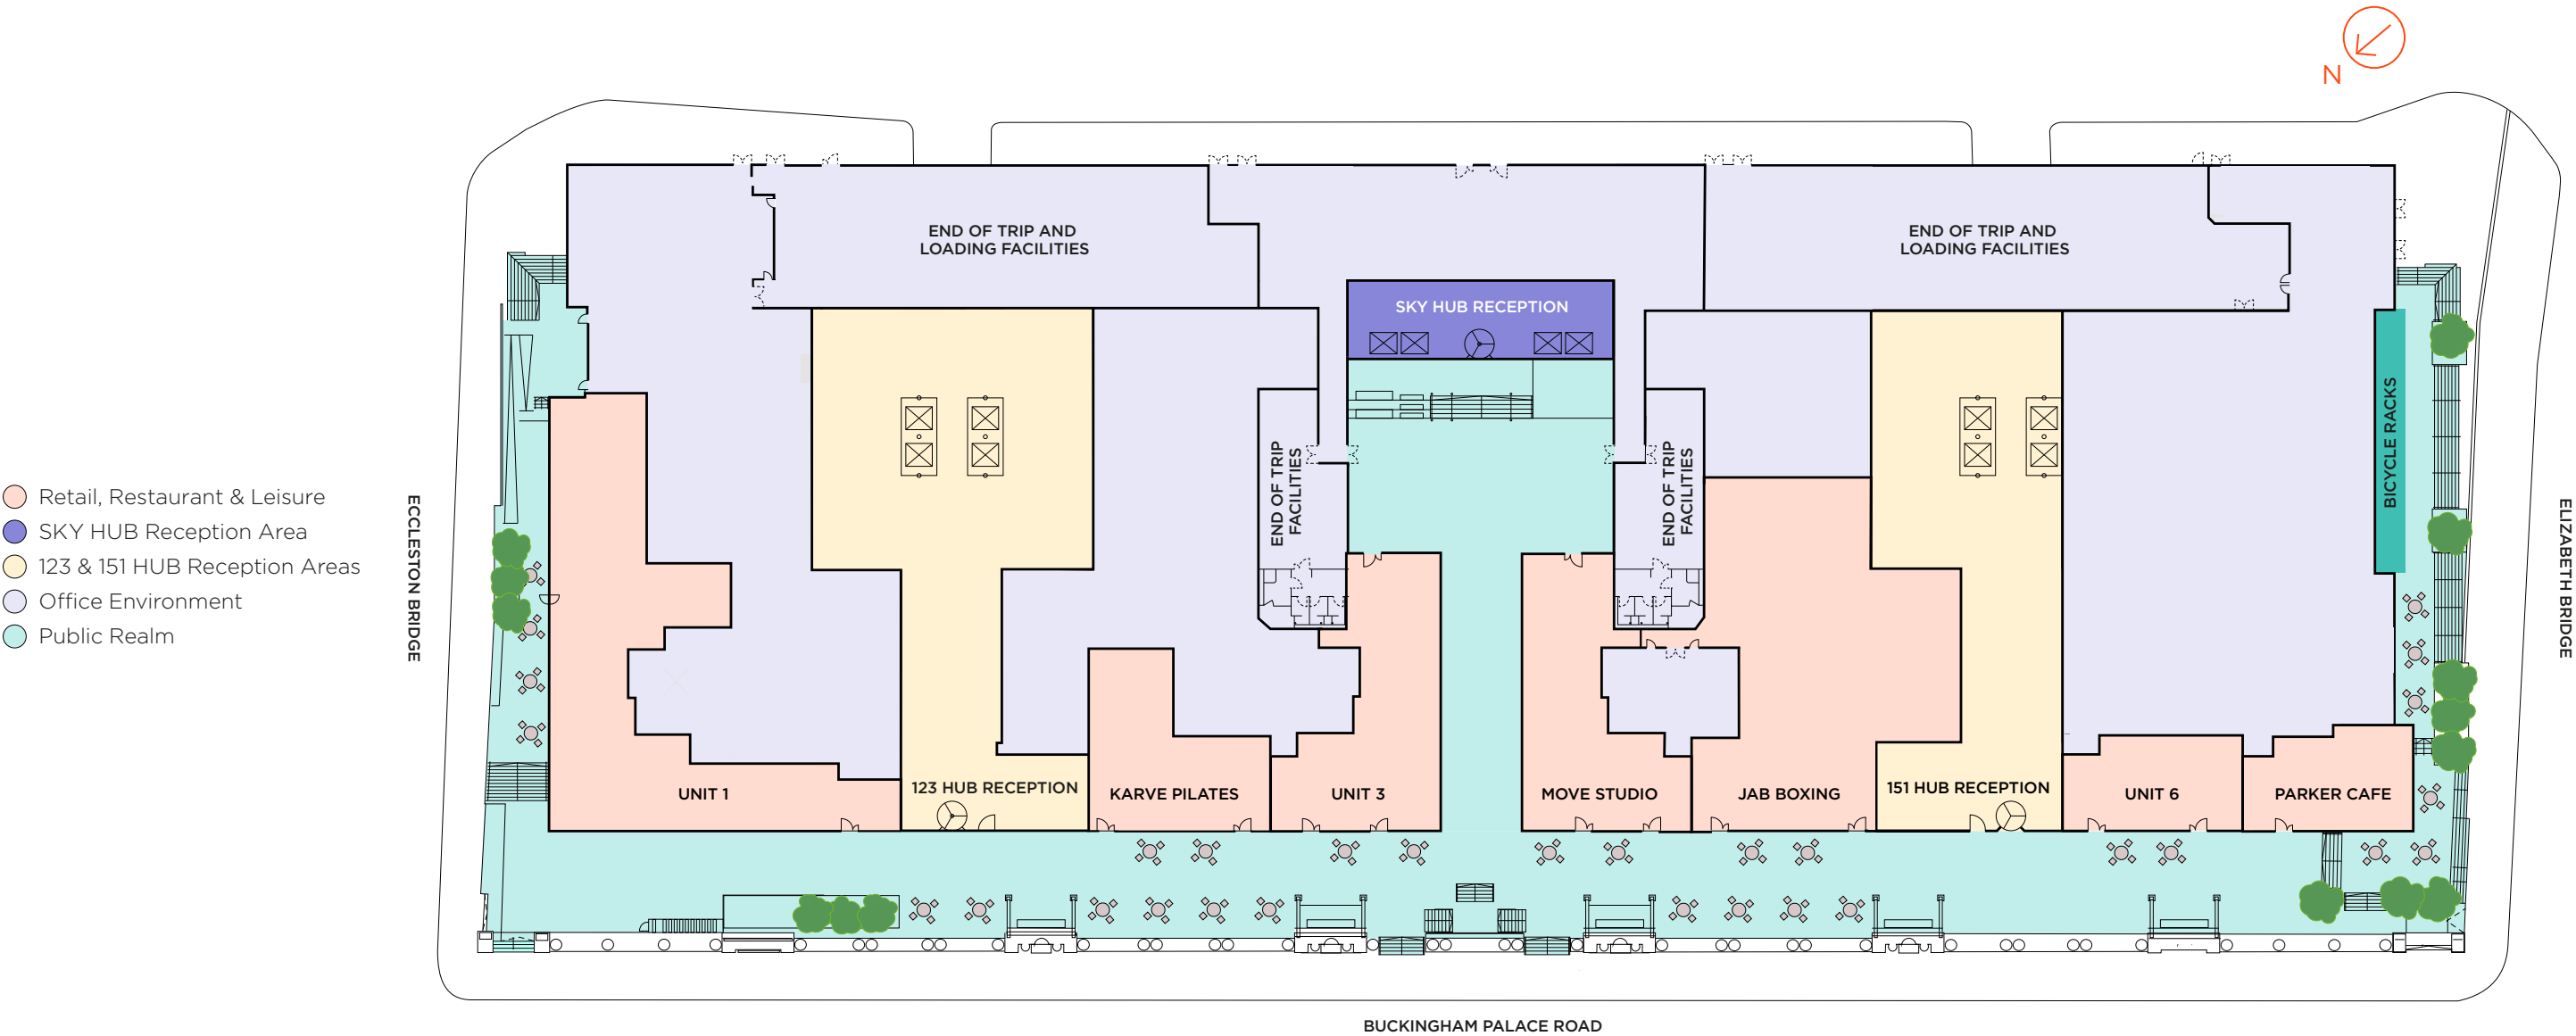 N
END OF TRIP AND
LOADING FACILITIES
END OF TRIP AND
LOADING FACILITIES
SKY HUB RECEPTION
BICYCLE RACKS
END OF TRIP
FACILITIES
END OF TRIP
FACILITIES
Retail, Restaurant & Leisure
SKY HUB Reception Area
123 & 151 HUB Reception Areas
Office Environment
Public Realm
ECCLESTON BRIDGE
ELIZABETH BRIDGE
UNIT 1
123 HUB RECEPTION
KARVE PILATES
UNIT 3
MOVE STUDIO
JAB BOXING
151 HUB RECEPTION
UNIT 6
PARKER CAFE
BUCKINGHAM PALACE ROAD